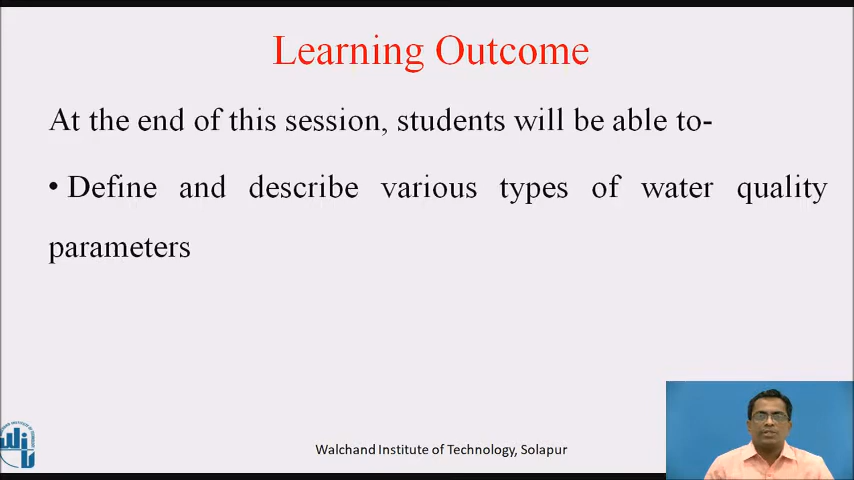 Learning Outcome
At the end of this session, students will be able to-
• Define and describe various types of water quality
parameters
Walchand Institute of Technology, Solapur